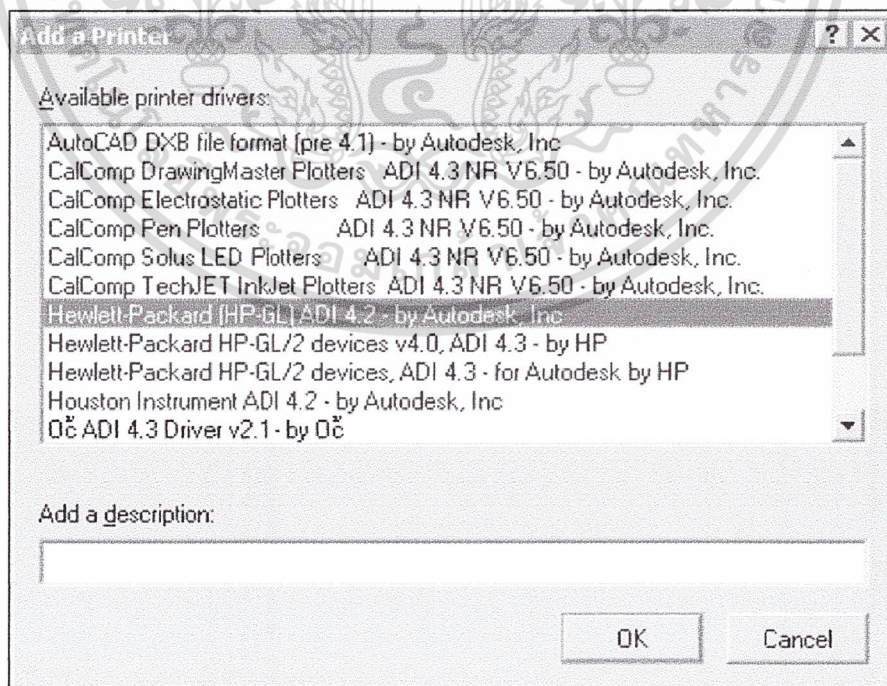 Add a Printer
? ×
Available printer drivers:
AutoCAD DXB file format (pre 4.1) - by Autodesk, Inc
CalComp DrawingMaster Plotters ADI 4.3 NR V6.50 - by Autodesk, Inc.
CalComp Electrostatic Plotters ADI 4.3 NR V6.50 - by Autodesk, Inc.
CalComp Pen Plotters ADI 4.3 NR V6.50 - by Autodesk, Inc.
CalComp Solus LED Plotters ADI 4.3 NR V6.50 - by Autodesk, Inc.
CalComp TechJET InkJet Plotters ADI 4.3 NR V6.50 - by Autodesk, Inc.
Hewlett-Packard (HP-GL) ADI 4.2 - by Autodesk, Inc
Hewlett-Packard HP-GL/2 devices v4.0, ADI 4.3 - by HP
Hewlett-Packard HP-GL/2 devices, ADI 4.3 - for Autodesk by HP
Houston Instrument ADI 4.2 - by Autodesk, Inc
Oč ADI 4.3 Driver v2.1 - by Oč
Add a description:
OK
Cancel